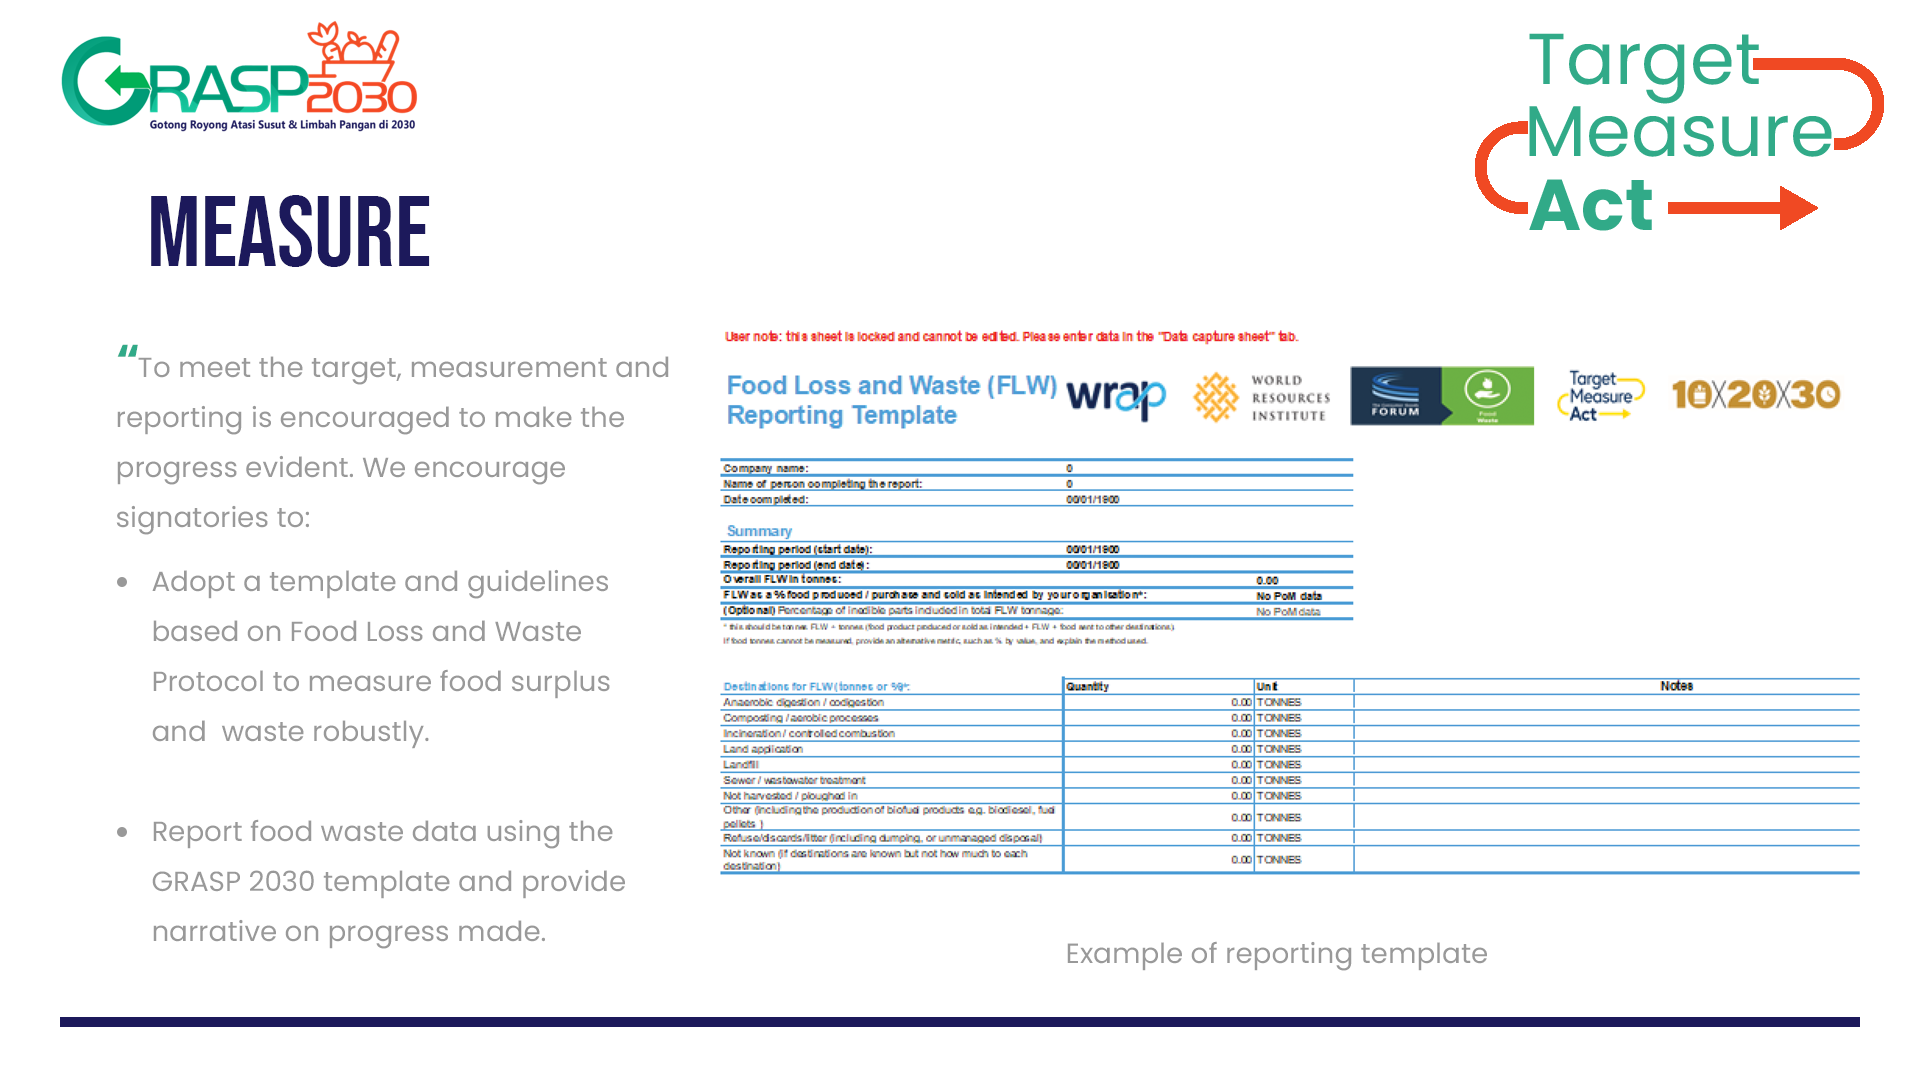 GRASP 2030
Gotong Royong Atasi Susut & Limbah Pangan di 2030
Target
Measure
Act
MEASURE
“To meet the target, measurement and
reporting is encouraged to make the
progress evident. We encourage
signatories to:
• Adopt a template and guidelines
based on Food Loss and Waste
Protocol to measure food surplus
and waste robustly.
• Report food waste data using the
GRASP 2030 template and provide
narrative on progress made.
User note: this sheet is locked and cannot be edited. Please enter data in the "Data capture sheet" tab.
Food Loss and Waste (FLW)
Reporting Template
wrap
WORLD
RESOURCES
INSTITUTE
FORUM
Food
Waste
Target
Measure
Act
10X20X30
Company name: 0
Name of person completing the report: 0
Date completed: 00/01/1900
Summary
Reporting period (start date): 00/01/1900
Reporting period (end date): 00/01/1900
Overall FLW in tonnes: 0.00
FLW as a % food produced / purchase and sold as intended by your organisation*: No PoM data
(Optional) Percentage of inedible parts included in total FLW tonnage: No PoM data
* this should be tonnes FLW ÷ tonnes (food product produced or sold as intended + FLW + food sent to other destinations)
If food tonnes cannot be measured, provide an alternative metric, such as % by value, and explain the method used.
Destinations for FLW (tonnes or %)*: Quantity Unit Notes
Anaerobic digestion / codigestion 0.00 TONNES
Composting / aerobic processes 0.00 TONNES
Incineration / controlled combustion 0.00 TONNES
Land application 0.00 TONNES
Landfill 0.00 TONNES
Sewer / wastewater treatment 0.00 TONNES
Not harvested / ploughed in 0.00 TONNES
Other (including the production of biofuel products e.g. biodiesel, fuel
pellets ) 0.00 TONNES
Refuse/discards/litter (including dumping, or unmanaged disposal) 0.00 TONNES
Not known (if destinations are known but not how much to each
destination) 0.00 TONNES
Example of reporting template